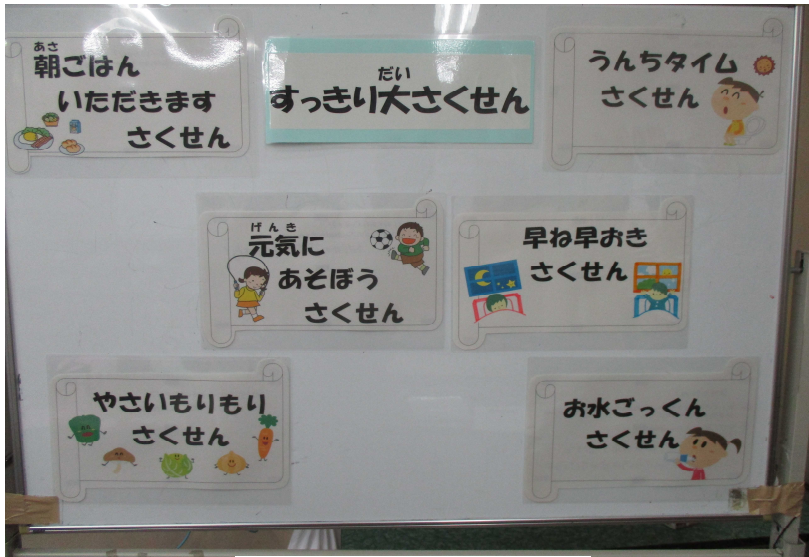 あさ
朝ごはん
いただきます
さくせん
だい
すっきり大さくせん
うんちタイム
さくせん
げんき
元気に
あそぼう
さくせん
早ね早おき
さくせん
やさいもりもり
さくせん
お水ごっくん
さくせん